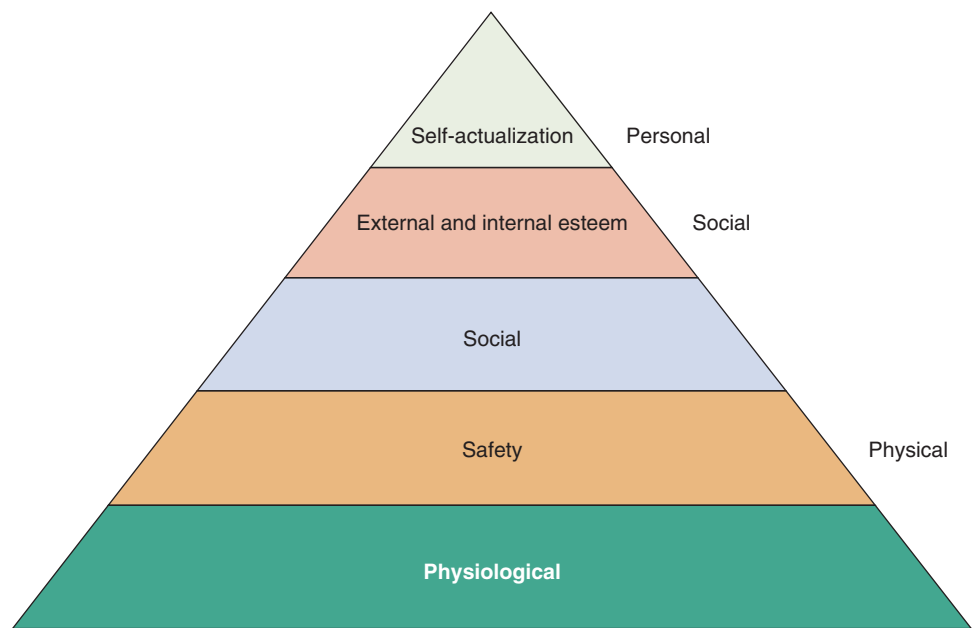 Self-actualization Personal
External and internal esteem Social
Social
Safety Physical
Physiological